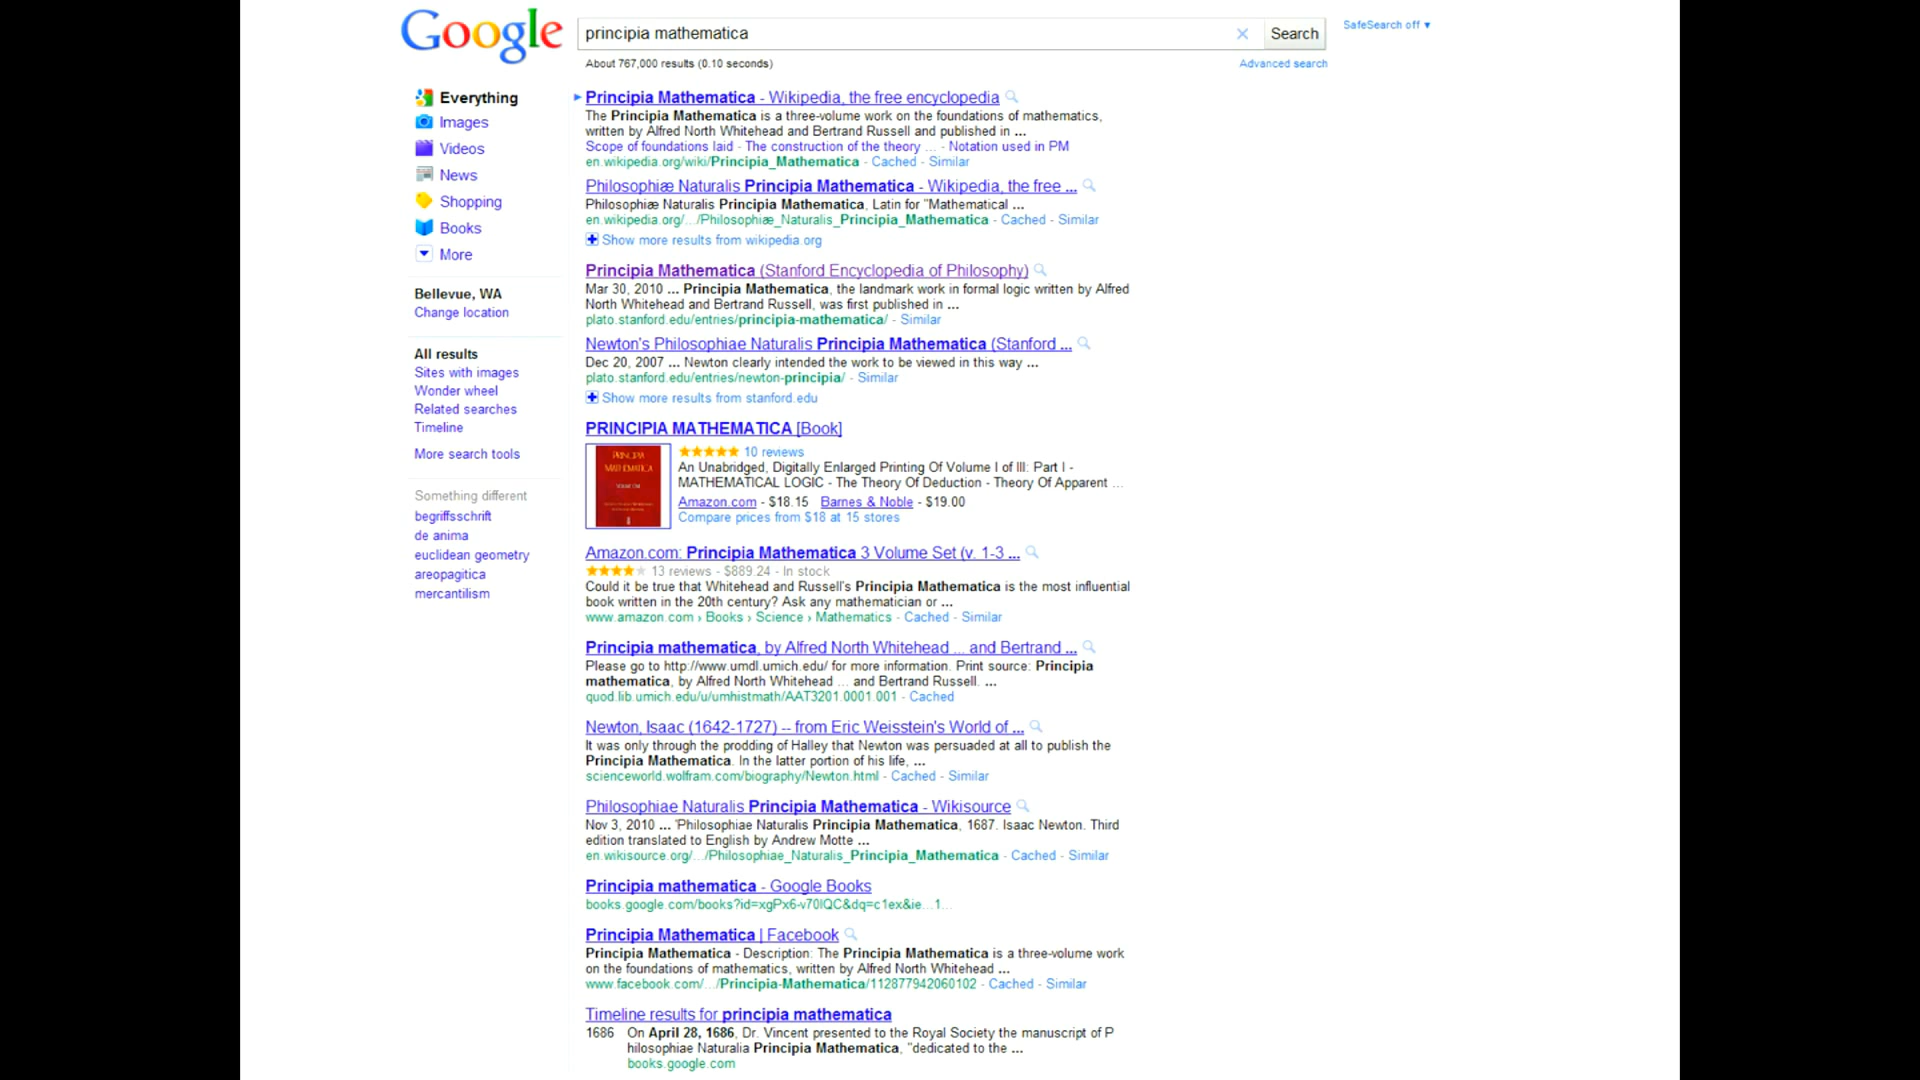 Google
principia mathematica
Search
SafeSearch off ▼
About 767,000 results (0.10 seconds)
Advanced search
Everything
Images
Videos
News
Shopping
Books
More
Bellevue, WA
Change location
All results
Sites with images
Wonder wheel
Related searches
Timeline
More search tools
Something different
begriffsschrift
de anima
euclidean geometry
areopagitica
mercantilism
Principia Mathematica - Wikipedia, the free encyclopedia
The Principia Mathematica is a three-volume work on the foundations of mathematics,
written by Alfred North Whitehead and Bertrand Russell and published in ...
Scope of foundations laid - The construction of the theory ... - Notation used in PM
en.wikipedia.org/wiki/Principia_Mathematica - Cached - Similar
Philosophiæ Naturalis Principia Mathematica - Wikipedia, the free ...
Philosophiæ Naturalis Principia Mathematica, Latin for "Mathematical ...
en.wikipedia.org/.../Philosophiæ_Naturalis_Principia_Mathematica - Cached - Similar
Show more results from wikipedia.org
Principia Mathematica (Stanford Encyclopedia of Philosophy)
Mar 30, 2010 ... Principia Mathematica, the landmark work in formal logic written by Alfred
North Whitehead and Bertrand Russell, was first published in ...
plato.stanford.edu/entries/principia-mathematica/ - Similar
Newton's Philosophiae Naturalis Principia Mathematica (Stanford ...
Dec 20, 2007 ... Newton clearly intended the work to be viewed in this way ...
plato.stanford.edu/entries/newton-principia/ - Similar
Show more results from stanford.edu
PRINCIPIA MATHEMATICA [Book]
PRINCIPIA
MATHEMATICA
VOLUME ONE
10 reviews
An Unabridged, Digitally Enlarged Printing Of Volume I of III: Part I -
MATHEMATICAL LOGIC - The Theory Of Deduction - Theory Of Apparent ...
Amazon.com - $18.15 Barnes & Noble - $19.00
Compare prices from $18 at 15 stores
Amazon.com: Principia Mathematica 3 Volume Set (v. 1-3 ...
13 reviews - $889.24 - In stock
Could it be true that Whitehead and Russell's Principia Mathematica is the most influential
book written in the 20th century? Ask any mathematician or ...
www.amazon.com › Books › Science › Mathematics - Cached - Similar
Principia mathematica, by Alfred North Whitehead ... and Bertrand ...
Please go to http://www.umdl.umich.edu/ for more information. Print source: Principia
mathematica, by Alfred North Whitehead ... and Bertrand Russell. ...
quod.lib.umich.edu/u/umhistmath/AAT3201.0001.001 - Cached
Newton, Isaac (1642-1727) -- from Eric Weisstein's World of ...
It was only through the prodding of Halley that Newton was persuaded at all to publish the
Principia Mathematica. In the latter portion of his life, ...
scienceworld.wolfram.com/biography/Newton.html - Cached - Similar
Philosophiae Naturalis Principia Mathematica - Wikisource
Nov 3, 2010 ... 'Philosophiae Naturalis Principia Mathematica, 1687. Isaac Newton. Third
edition translated to English by Andrew Motte ...
en.wikisource.org/.../Philosophiae_Naturalis_Principia_Mathematica - Cached - Similar
Principia mathematica - Google Books
books.google.com/books?id=xgPx6-v70IQC&dq=c1ex&ie...1...
Principia Mathematica | Facebook
Principia Mathematica - Description: The Principia Mathematica is a three-volume work
on the foundations of mathematics, written by Alfred North Whitehead ...
www.facebook.com/.../Principia-Mathematica/112877942060102 - Cached - Similar
Timeline results for principia mathematica
1686 On April 28, 1686, Dr. Vincent presented to the Royal Society the manuscript of P
hilosophiae Naturalia Principia Mathematica, "dedicated to the ...
books.google.com